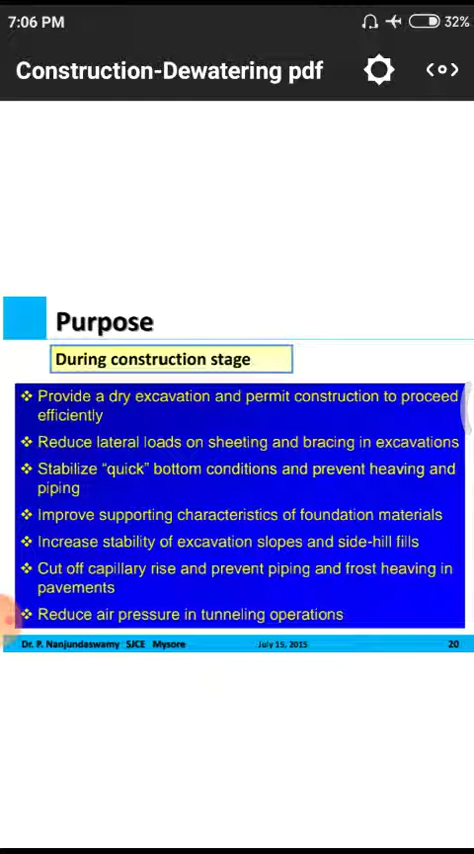 7:06 PM 32%
Construction-Dewatering pdf
Purpose
During construction stage
❖ Provide a dry excavation and permit construction to proceed
efficiently
❖ Reduce lateral loads on sheeting and bracing in excavations
❖ Stabilize “quick” bottom conditions and prevent heaving and
piping
❖ Improve supporting characteristics of foundation materials
❖ Increase stability of excavation slopes and side-hill fills
❖ Cut off capillary rise and prevent piping and frost heaving in
pavements
❖ Reduce air pressure in tunneling operations
Dr. P. Nanjundaswamy SJCE Mysore July 15, 2015 20